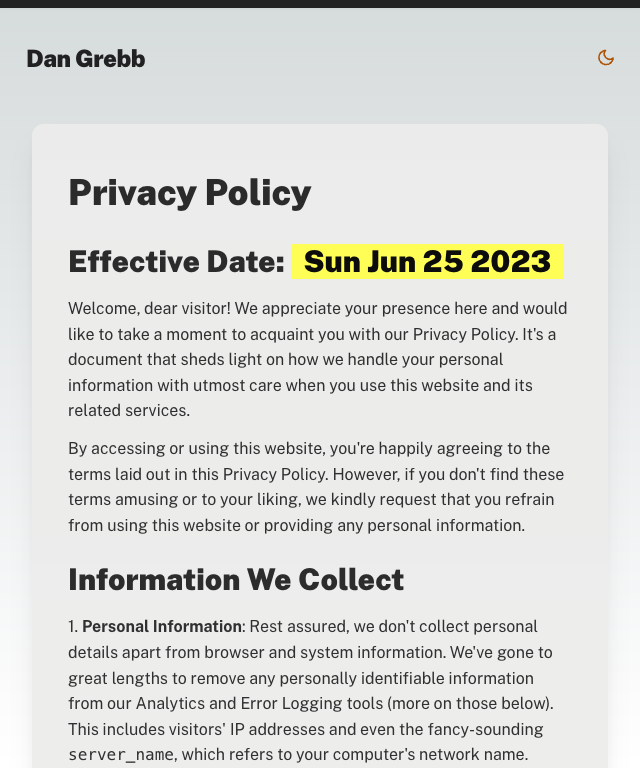 Dan Grebb
Privacy Policy
Effective Date: Sun Jun 25 2023
Welcome, dear visitor! We appreciate your presence here and would
like to take a moment to acquaint you with our Privacy Policy. It's a
document that sheds light on how we handle your personal
information with utmost care when you use this website and its
related services.
By accessing or using this website, you're happily agreeing to the
terms laid out in this Privacy Policy. However, if you don't find these
terms amusing or to your liking, we kindly request that you refrain
from using this website or providing any personal information.
Information We Collect
1. Personal Information: Rest assured, we don't collect personal
details apart from browser and system information. We've gone to
great lengths to remove any personally identifiable information
from our Analytics and Error Logging tools (more on those below).
This includes visitors' IP addresses and even the fancy-sounding
server_name, which refers to your computer's network name.